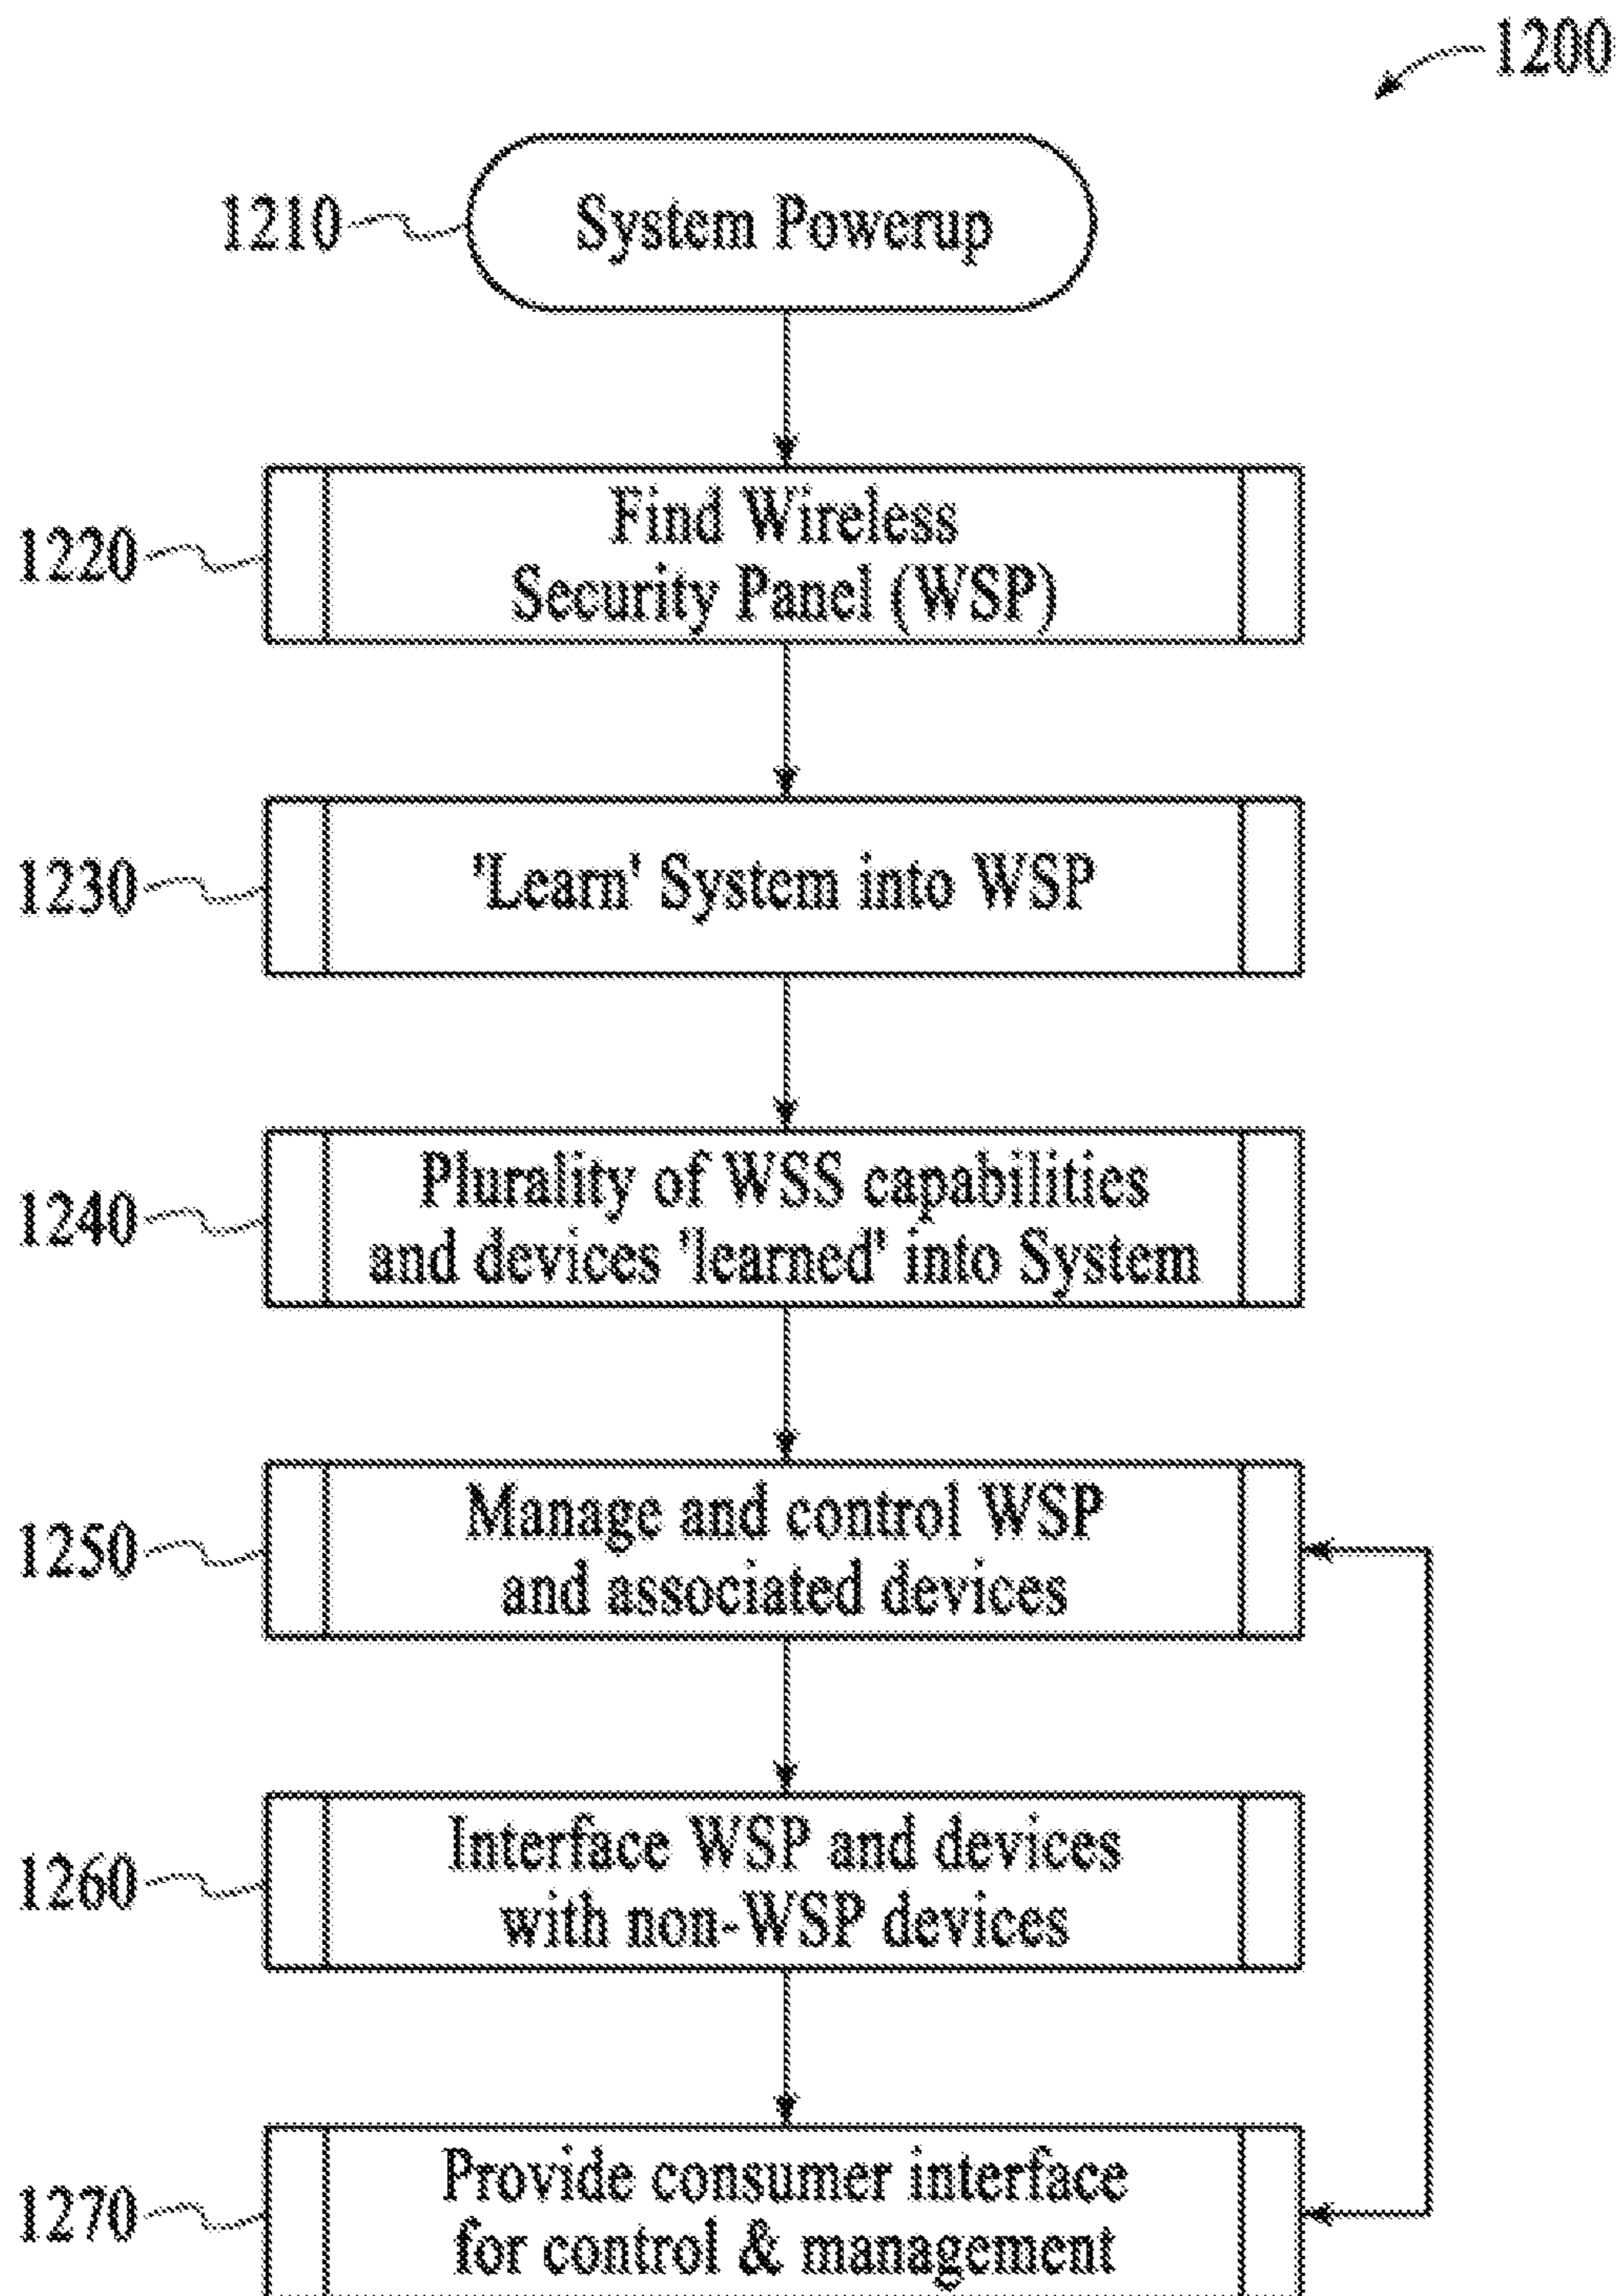 1200
1210
System Powerup
1220
Find Wireless
Security Panel (WSP)
1230
'Learn' System into WSP
1240
Plurality of WSS capabilities
and devices 'learned' into System
1250
Manage and control WSP
and associated devices
1260
Interface WSP and devices
with non-WSP devices
1270
Provide consumer interface
for control & management